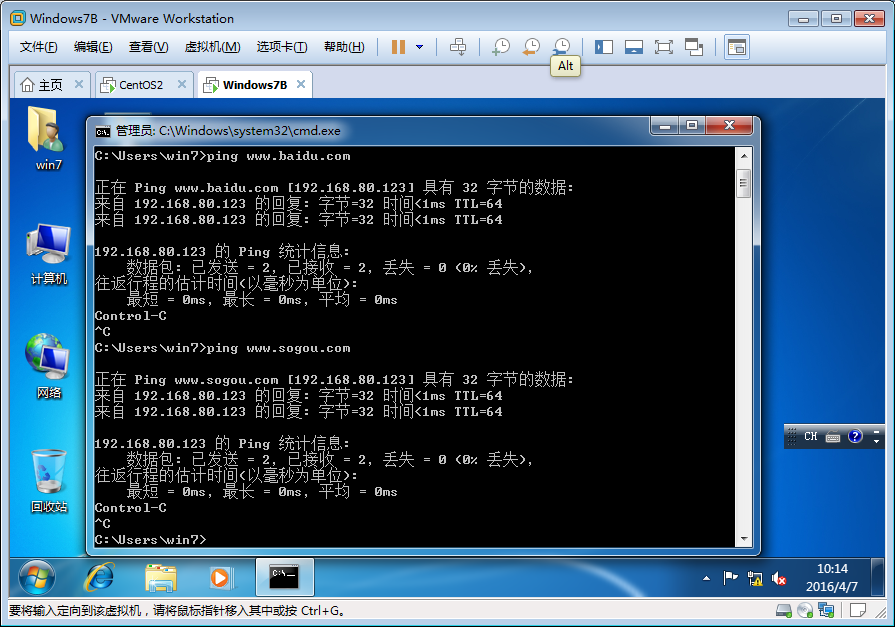 Windows7B - VMware Workstation
文件(F) 编辑(E) 查看(V) 虚拟机(M) 选项卡(T) 帮助(H)
Alt
主页 CentOS2 Windows7B
win7
计算机
网络
回收站
管理员: C:\Windows\system32\cmd.exe
C:\Users\win7>ping www.baidu.com
正在 Ping www.baidu.com [192.168.80.123] 具有 32 字节的数据:
来自 192.168.80.123 的回复: 字节=32 时间<1ms TTL=64
来自 192.168.80.123 的回复: 字节=32 时间<1ms TTL=64
192.168.80.123 的 Ping 统计信息:
数据包: 已发送 = 2，已接收 = 2，丢失 = 0 (0% 丢失)，
往返行程的估计时间(以毫秒为单位):
最短 = 0ms，最长 = 0ms，平均 = 0ms
Control-C
^C
C:\Users\win7>ping www.sogou.com
正在 Ping www.sogou.com [192.168.80.123] 具有 32 字节的数据:
来自 192.168.80.123 的回复: 字节=32 时间<1ms TTL=64
来自 192.168.80.123 的回复: 字节=32 时间<1ms TTL=64
192.168.80.123 的 Ping 统计信息:
数据包: 已发送 = 2，已接收 = 2，丢失 = 0 (0% 丢失)，
往返行程的估计时间(以毫秒为单位):
最短 = 0ms，最长 = 0ms，平均 = 0ms
Control-C
^C
C:\Users\win7>
CH
10:14
2016/4/7
要将输入定向到该虚拟机，请将鼠标指针移入其中或按 Ctrl+G。